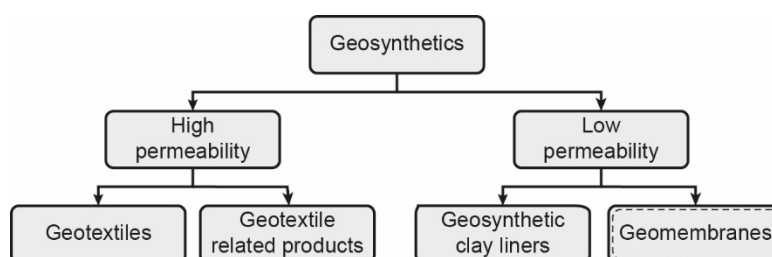 Geosynthetics
High
permeability
Low
permeability
Geotextiles
Geotextile
related products
Geosynthetic
clay liners
Geomembranes